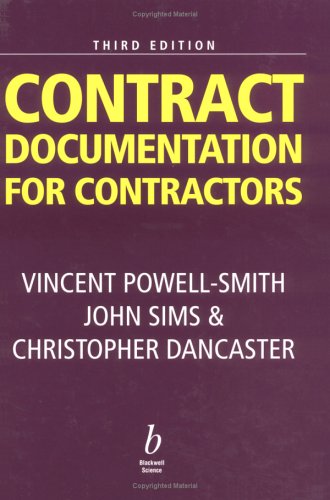 THIRD EDITION
CONTRACT
DOCUMENTATION
FOR CONTRACTORS
VINCENT POWELL-SMITH
JOHN SIMS &
CHRISTOPHER DANCASTER
b
Blackwell
Science